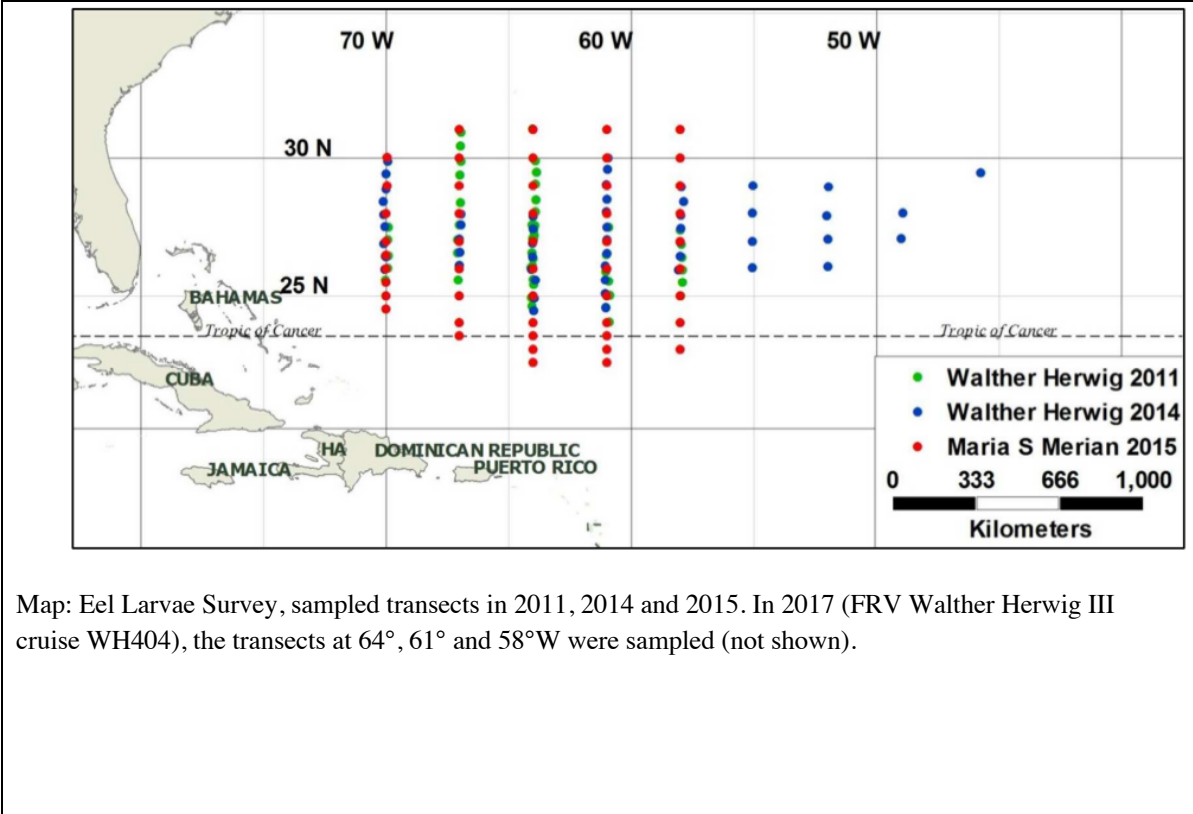 70 W
60 W
50 W
30 N
25 N
BAHAMAS
Tropic of Cancer
Tropic of Cancer
CUBA
HA
DOMINICAN REPUBLIC
JAMAICA
PUERTO RICO
Walther Herwig 2011
Walther Herwig 2014
Maria S Merian 2015
0 333 666 1,000
Kilometers
Map: Eel Larvae Survey, sampled transects in 2011, 2014 and 2015. In 2017 (FRV Walther Herwig III
cruise WH404), the transects at 64°, 61° and 58°W were sampled (not shown).